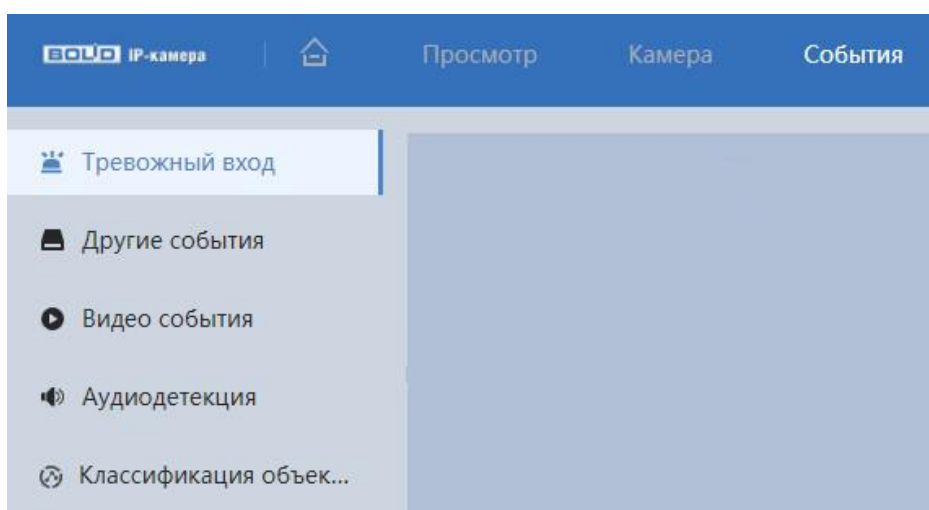 BOLID IP-камера Просмотр Камера События
Тревожный вход
Другие события
Видео события
Аудиодетекция
Классификация объек...